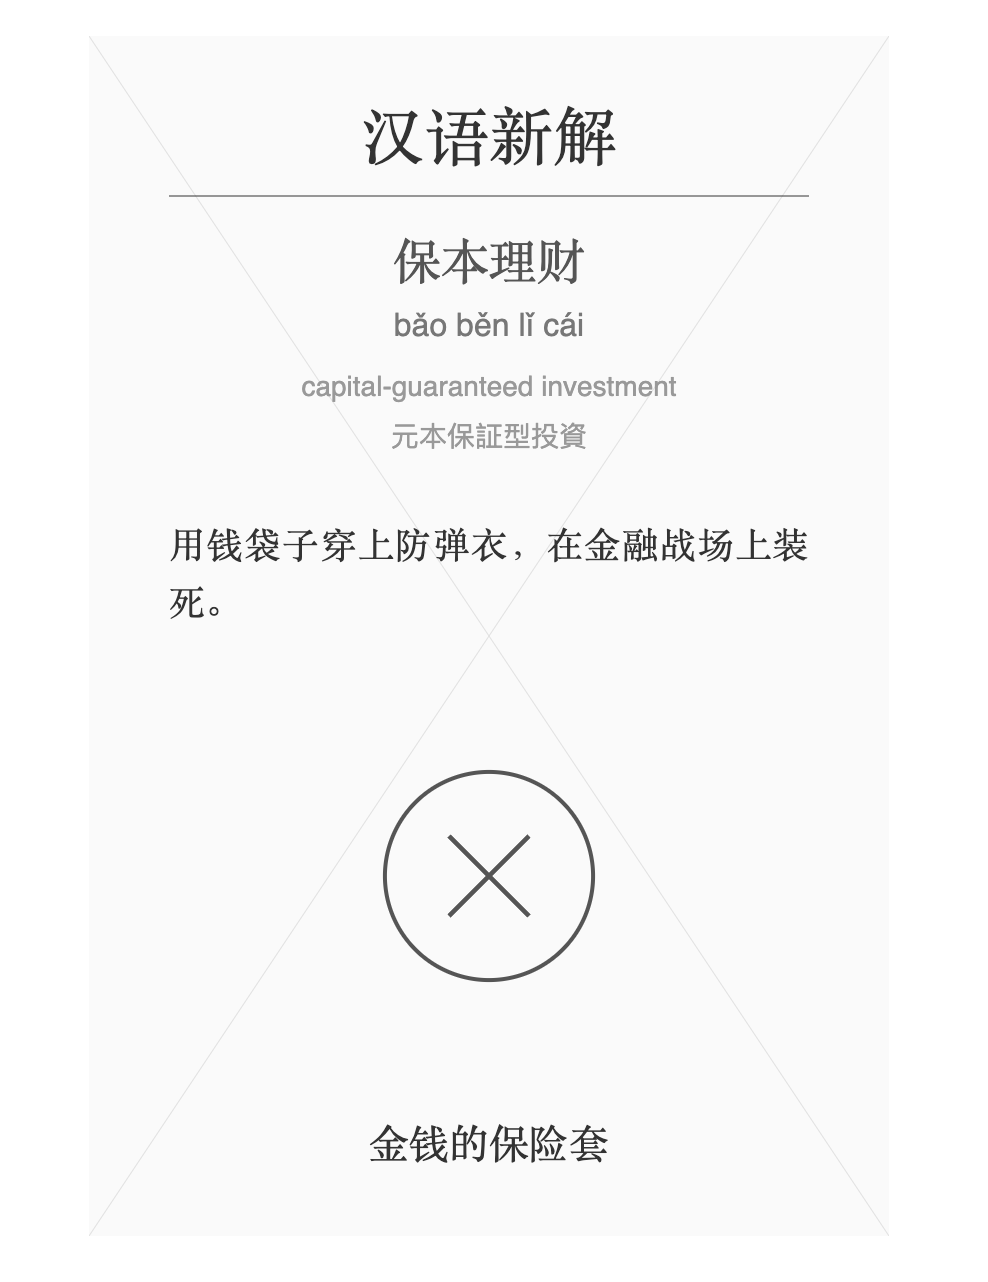 汉语新解
保本理财
bǎo běn lǐ cái
capital-guaranteed investment
元本保証型投資
用钱袋子穿上防弹衣，在金融战场上装
死。
金钱的保险套